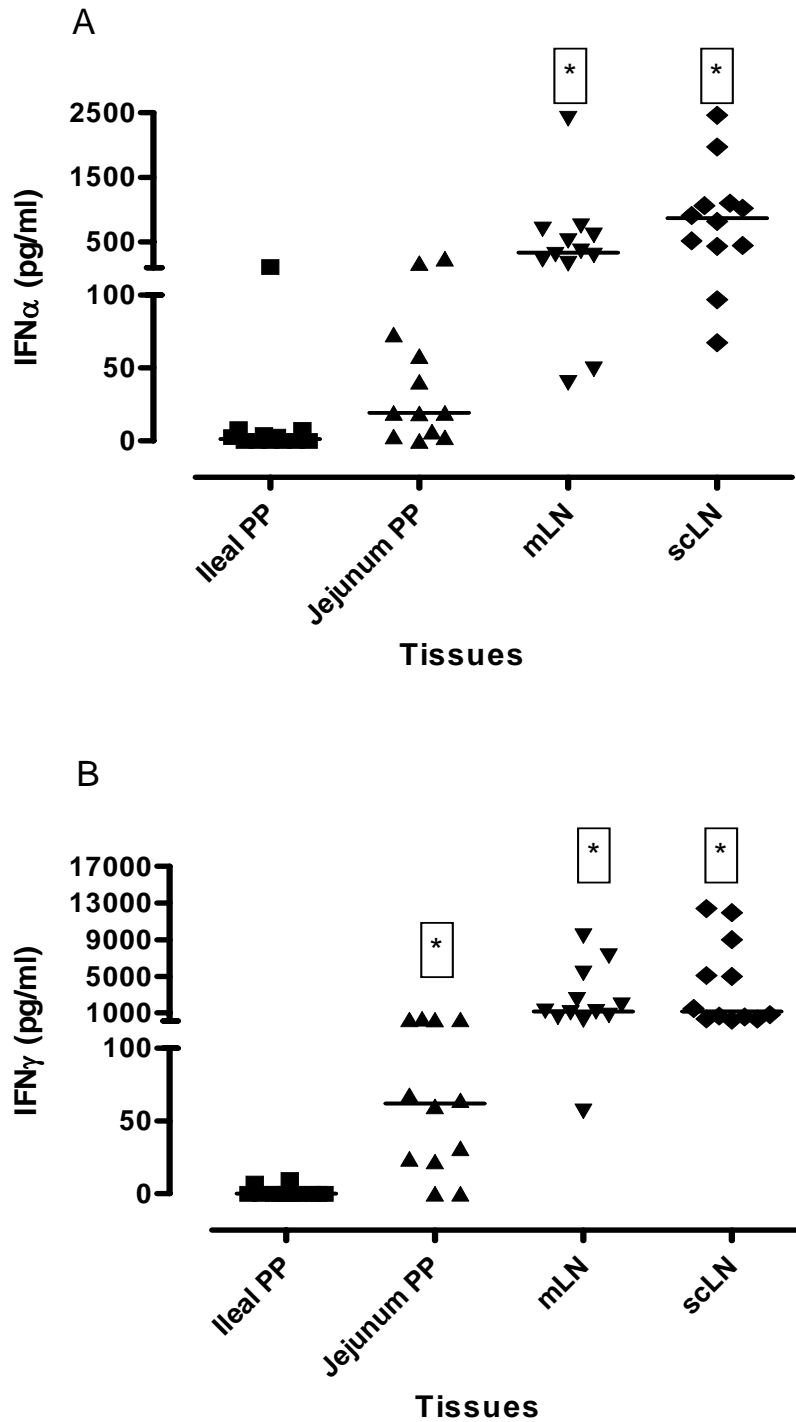 A
*
*
2500
1500
500
100
50
0
IFNα (pg/ml)
Ileal PP
Jejunum PP
mLN
scLN
Tissues
B
*
*
*
17000
13000
9000
5000
1000
100
50
0
IFNγ (pg/ml)
Ileal PP
Jejunum PP
mLN
scLN
Tissues